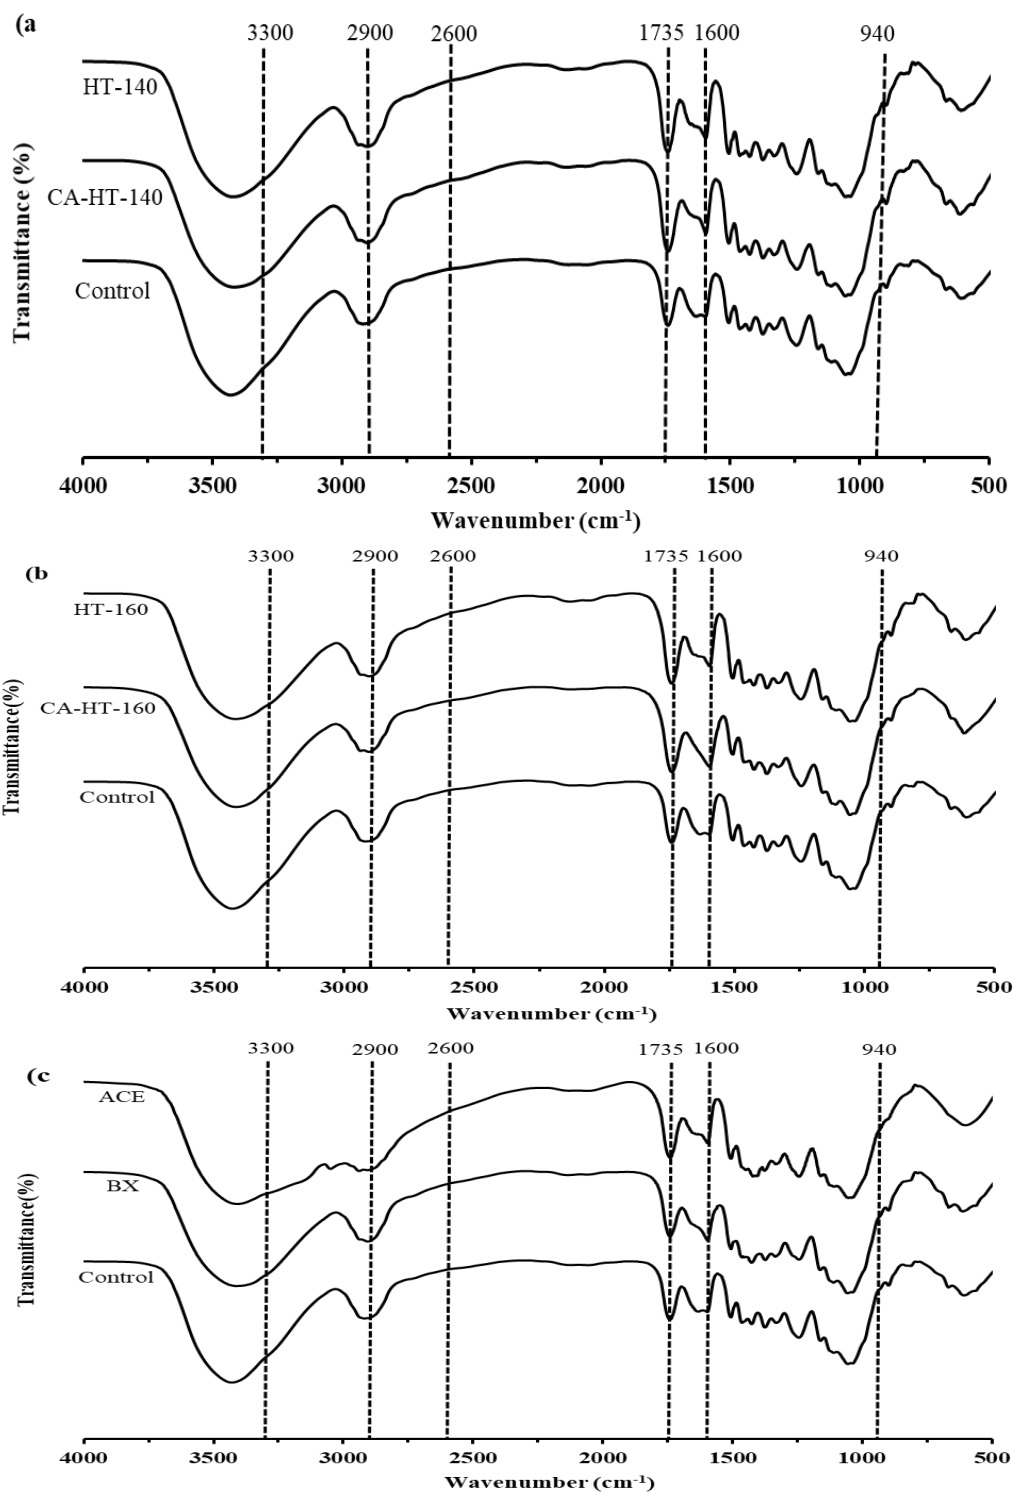 (a
3300 2900 2600 1735 1600 940
HT-140
CA-HT-140
Control
Transmittance (%)
4000 3500 3000 2500 2000 1500 1000 500
Wavenumber (cm-1)
(b
3300 2900 2600 1735 1600 940
HT-160
CA-HT-160
Control
Transmittance(%)
4000 3500 3000 2500 2000 1500 1000 500
Wavenumber (cm-1)
(c
3300 2900 2600 1735 1600 940
ACE
BX
Control
Transmittance(%)
4000 3500 3000 2500 2000 1500 1000 500
Wavenumber (cm-1)